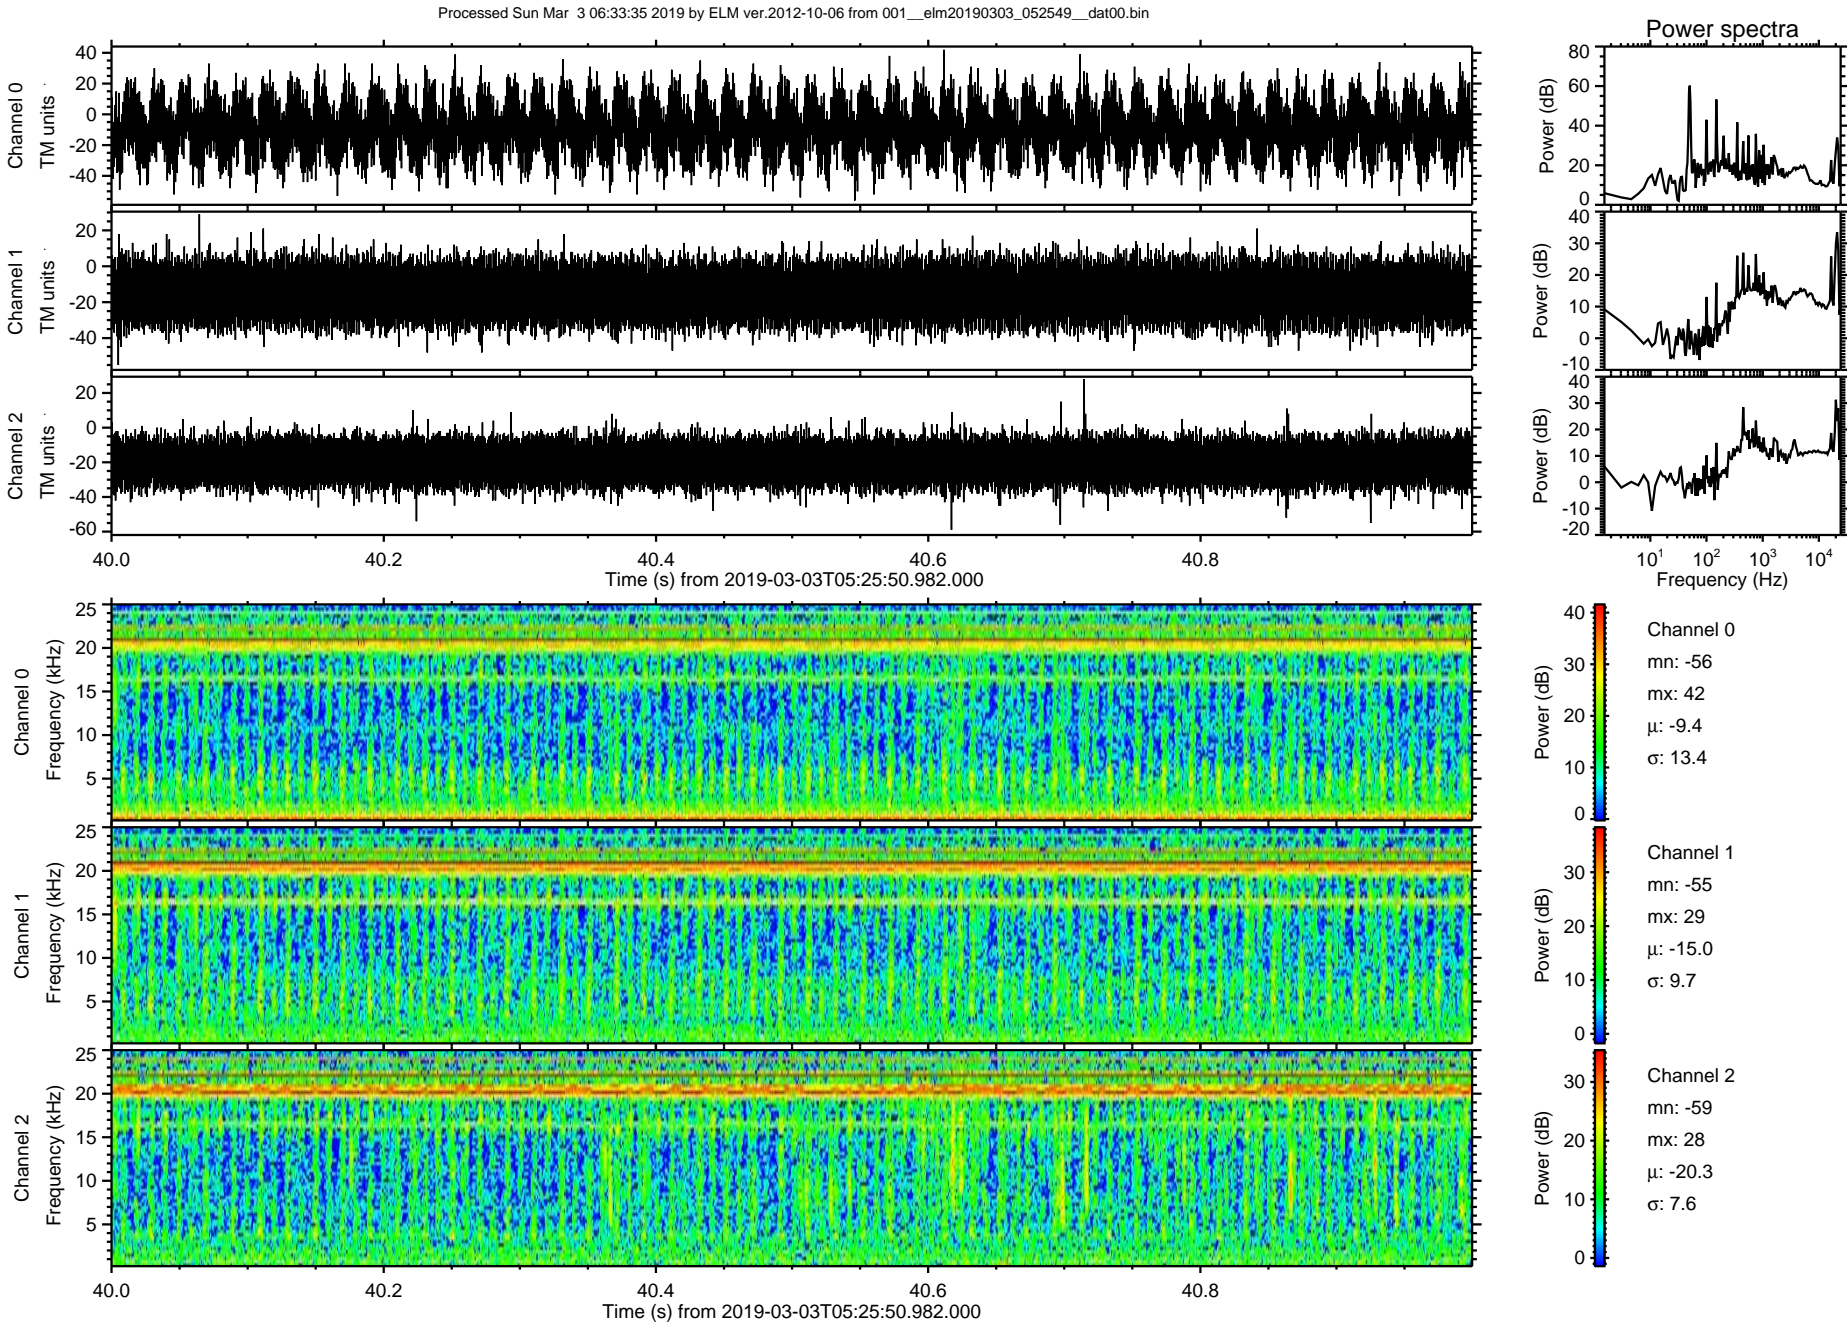 Processed Sun Mar  3 06:33:35 2019 by ELM ver.2012-10-06 from 001__elm20190303_052549__dat00.bin
Power spectra
Channel 0
TM units
40
20
0
-20
-40
Power (dB)
80
60
40
20
0
Channel 1
TM units
20
0
-20
-40
Power (dB)
40
30
20
10
0
-10
Channel 2
TM units
20
0
-20
-40
-60
Power (dB)
40
30
20
10
0
-10
-20
40.0 40.2 40.4 40.6 40.8
Time (s) from 2019-03-03T05:25:50.982.000
10^1 10^2 10^3 10^4
Frequency (Hz)
Channel 0
Frequency (kHz)
25
20
15
10
5
Power (dB)
40
30
20
10
0
Channel 0
mn: -56
mx: 42
μ: -9.4
σ: 13.4
Channel 1
Frequency (kHz)
25
20
15
10
5
Power (dB)
30
20
10
0
Channel 1
mn: -55
mx: 29
μ: -15.0
σ: 9.7
Channel 2
Frequency (kHz)
25
20
15
10
5
Power (dB)
30
20
10
0
Channel 2
mn: -59
mx: 28
μ: -20.3
σ: 7.6
40.0 40.2 40.4 40.6 40.8
Time (s) from 2019-03-03T05:25:50.982.000